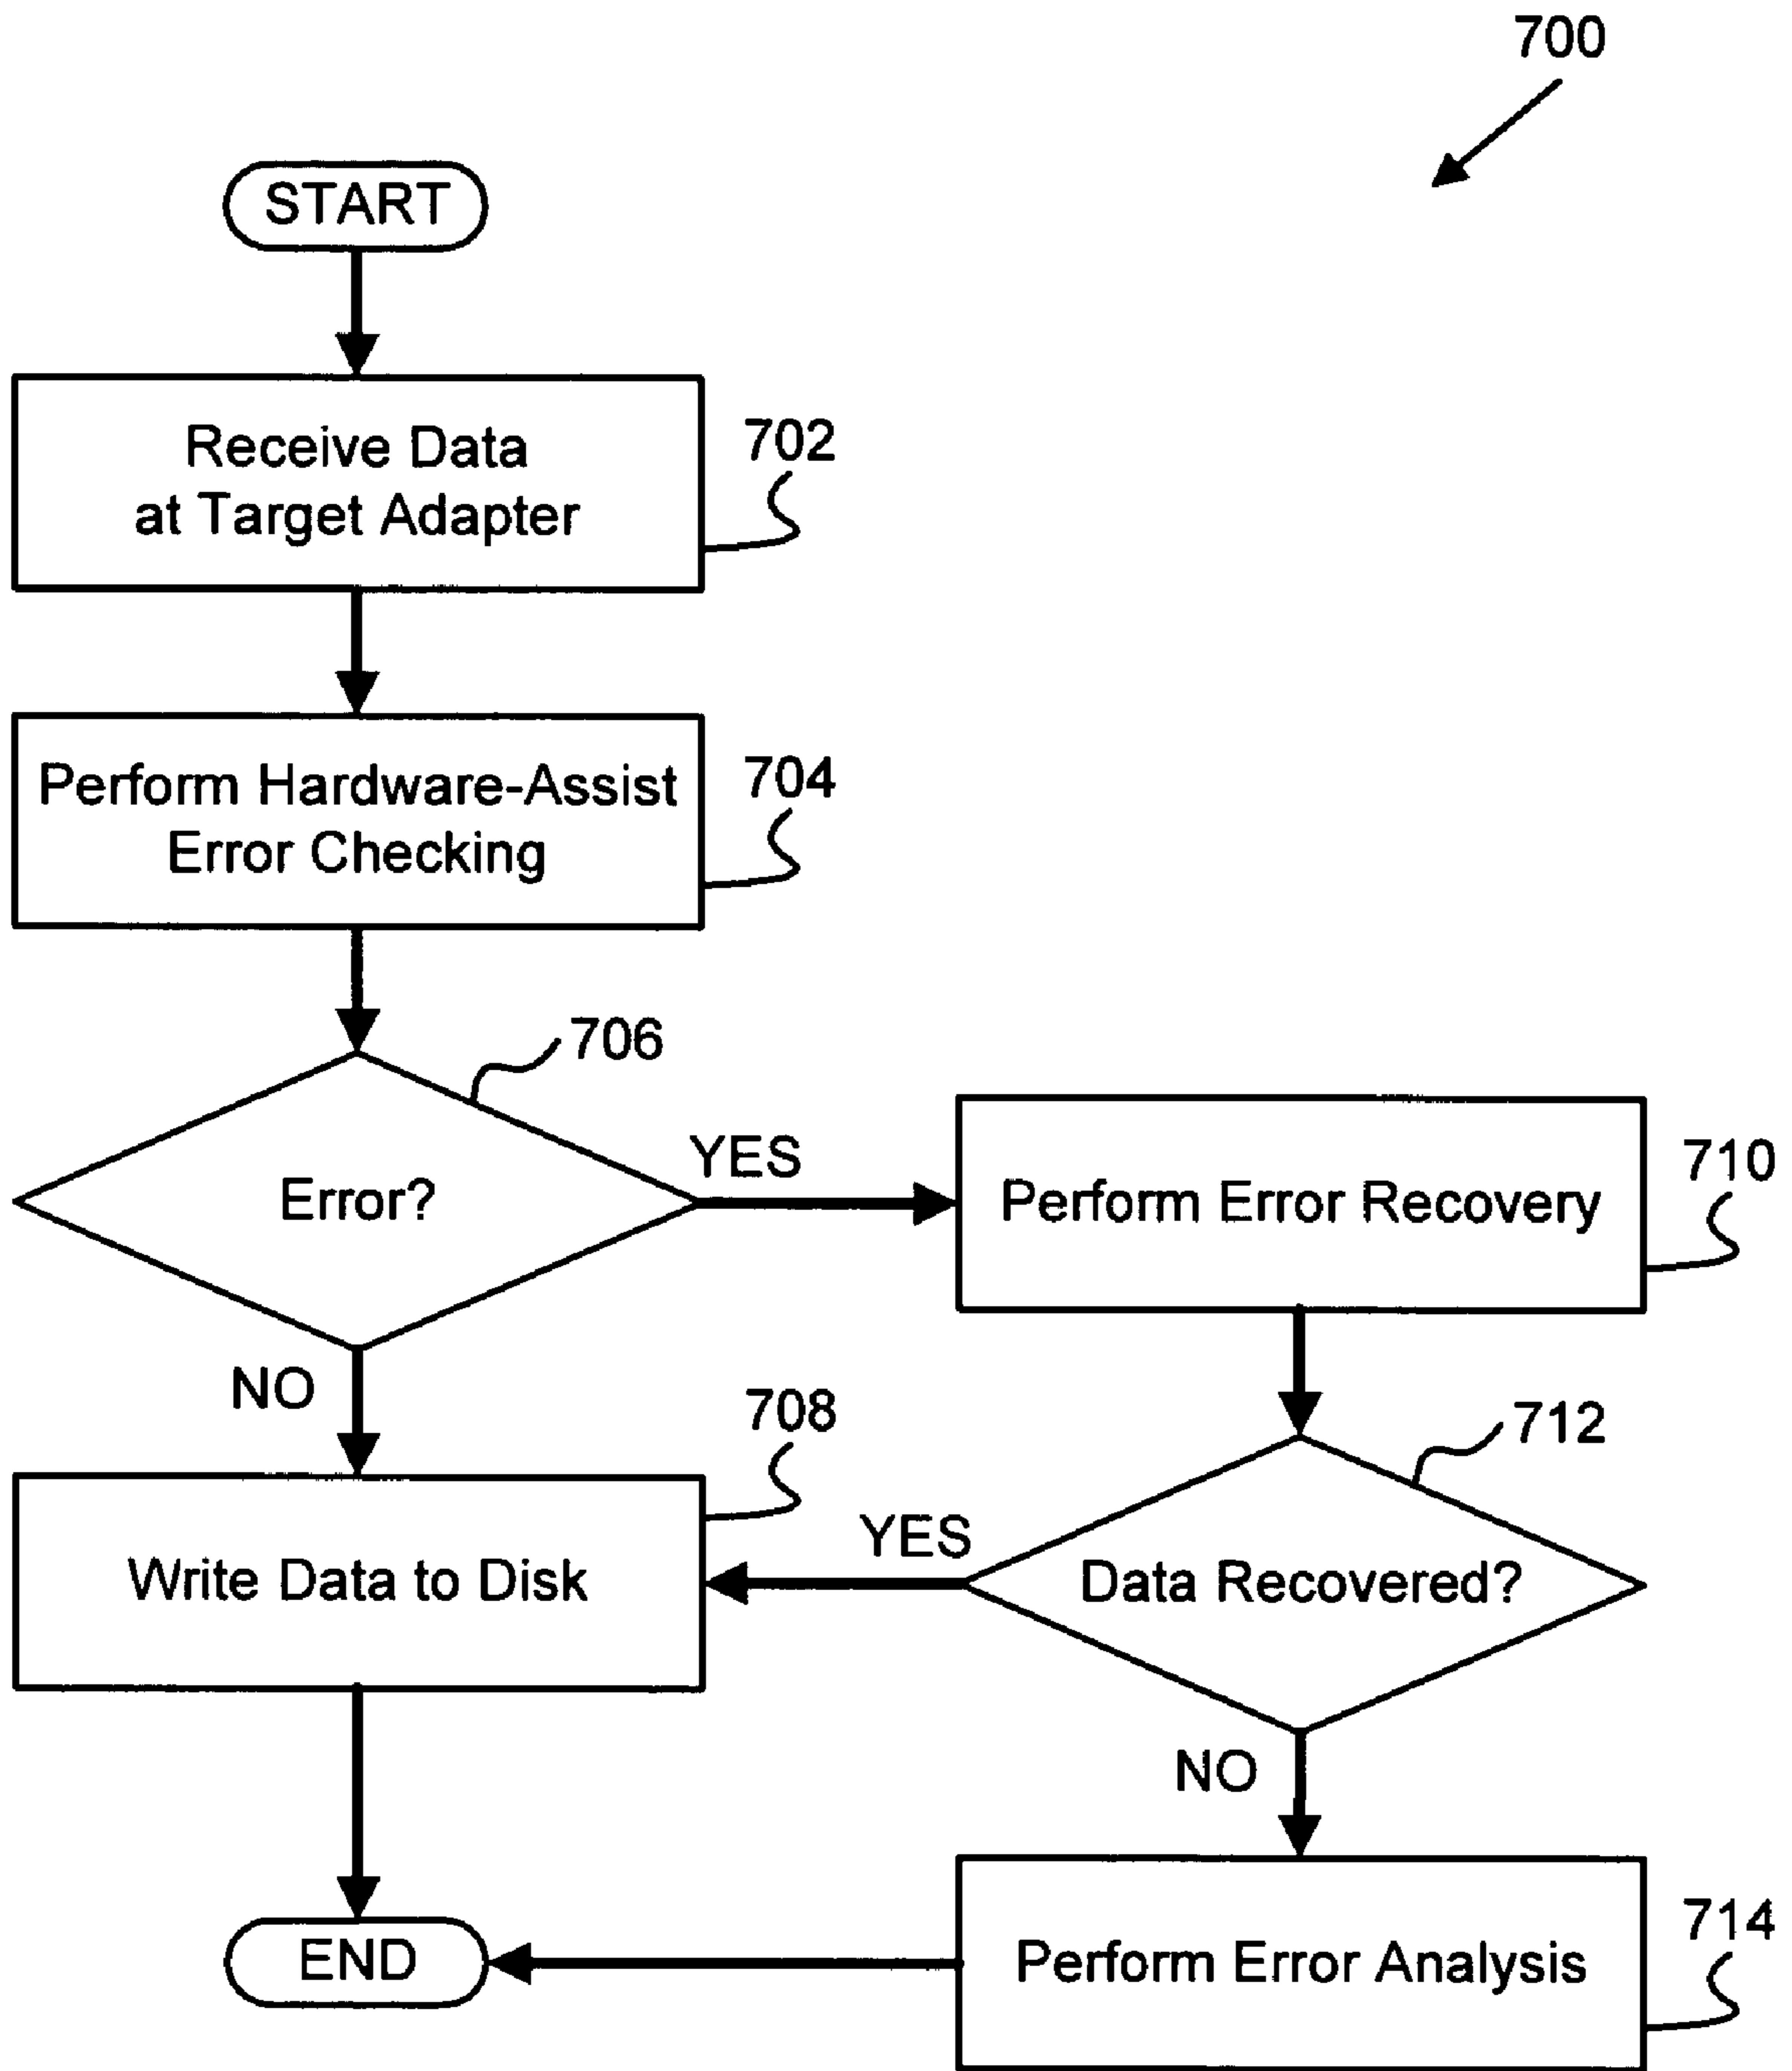 700
START
Receive Data
at Target Adapter
702
Perform Hardware-Assist
Error Checking
704
706
Error?
YES
Perform Error Recovery
710
NO
708
712
Write Data to Disk
YES
Data Recovered?
NO
END
Perform Error Analysis
714